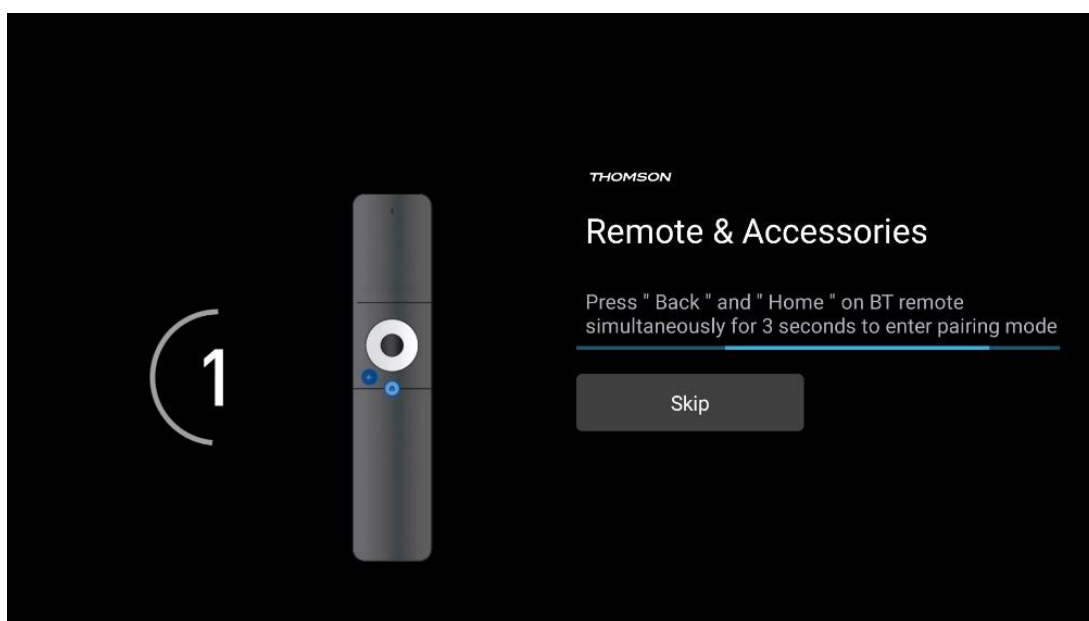 THOMSON
Remote & Accessories
Press " Back " and " Home " on BT remote
simultaneously for 3 seconds to enter pairing mode
1
Skip